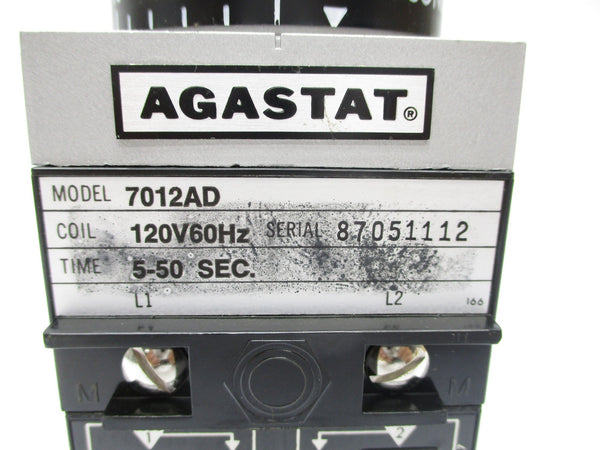 AGASTAT®
MODEL 7012AD
COIL 120V60Hz SERIAL 87051112
TIME 5-50 SEC.
L1 L2 166
M M
1 2